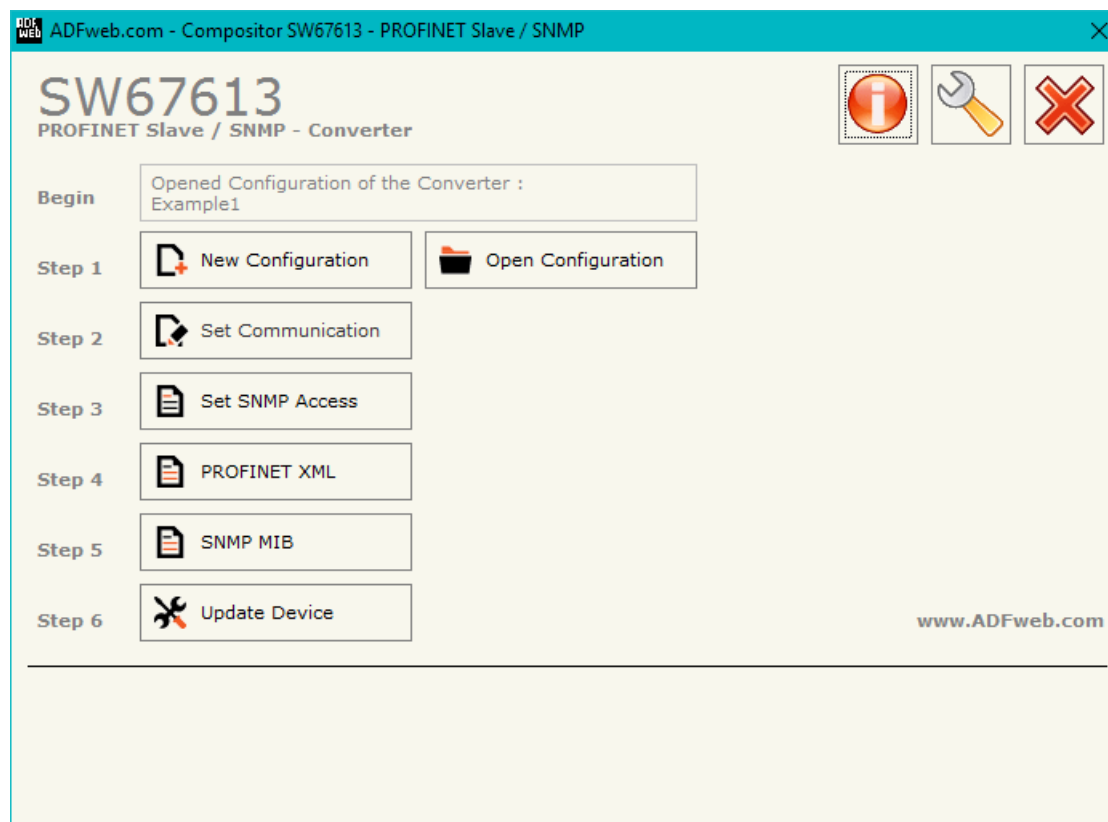 ADF
WEB
ADFweb.com - Compositor SW67613 - PROFINET Slave / SNMP
SW67613
PROFINET Slave / SNMP - Converter
Begin
Opened Configuration of the Converter :
Example1
Step 1
New Configuration
Open Configuration
Step 2
Set Communication
Step 3
Set SNMP Access
Step 4
PROFINET XML
Step 5
SNMP MIB
Step 6
Update Device
www.ADFweb.com